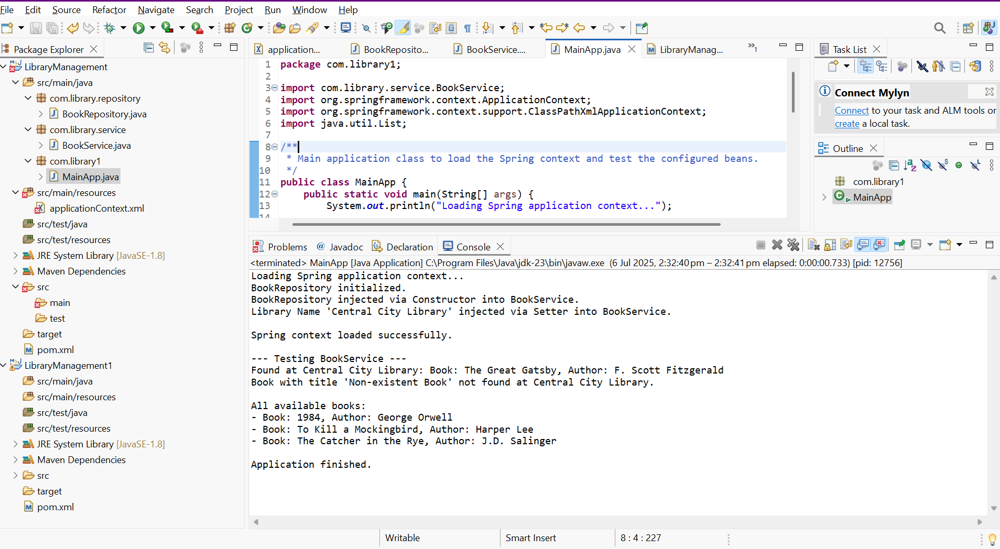 File Edit Source Refactor Navigate Search Project Run Window Help
Package Explorer
LibraryManagement
src/main/java
com.library.repository
BookRepository.java
com.library.service
BookService.java
com.library1
MainApp.java
src/main/resources
applicationContext.xml
src/test/java
src/test/resources
JRE System Library [JavaSE-1.8]
Maven Dependencies
src
main
test
target
pom.xml
LibraryManagement1
src/main/java
src/main/resources
src/test/java
src/test/resources
JRE System Library [JavaSE-1.8]
Maven Dependencies
src
target
pom.xml
application... BookReposito... BookService.... MainApp.java LibraryManag... »1
1 package com.library1;
2
3 import com.library.service.BookService;
4 import org.springframework.context.ApplicationContext;
5 import org.springframework.context.support.ClassPathXmlApplicationContext;
6 import java.util.List;
7
8 /**
9 * Main application class to load the Spring context and test the configured beans.
10 */
11 public class MainApp {
12 public static void main(String[] args) {
13 System.out.println("Loading Spring application context...");
14
Problems @ Javadoc Declaration Console
<terminated> MainApp [Java Application] C:\Program Files\Java\jdk-23\bin\javaw.exe (6 Jul 2025, 2:32:40 pm – 2:32:41 pm elapsed: 0:00:00.733) [pid: 12756]
Loading Spring application context...
BookRepository initialized.
BookRepository injected via Constructor into BookService.
Library Name 'Central City Library' injected via Setter into BookService.
Spring context loaded successfully.
--- Testing BookService ---
Found at Central City Library: Book: The Great Gatsby, Author: F. Scott Fitzgerald
Book with title 'Non-existent Book' not found at Central City Library.
All available books:
- Book: 1984, Author: George Orwell
- Book: To Kill a Mockingbird, Author: Harper Lee
- Book: The Catcher in the Rye, Author: J.D. Salinger
Application finished.
Task List
Connect Mylyn
Connect to your task and ALM tools or
create a local task.
Outline
com.library1
MainApp
Writable Smart Insert 8 : 4 : 227